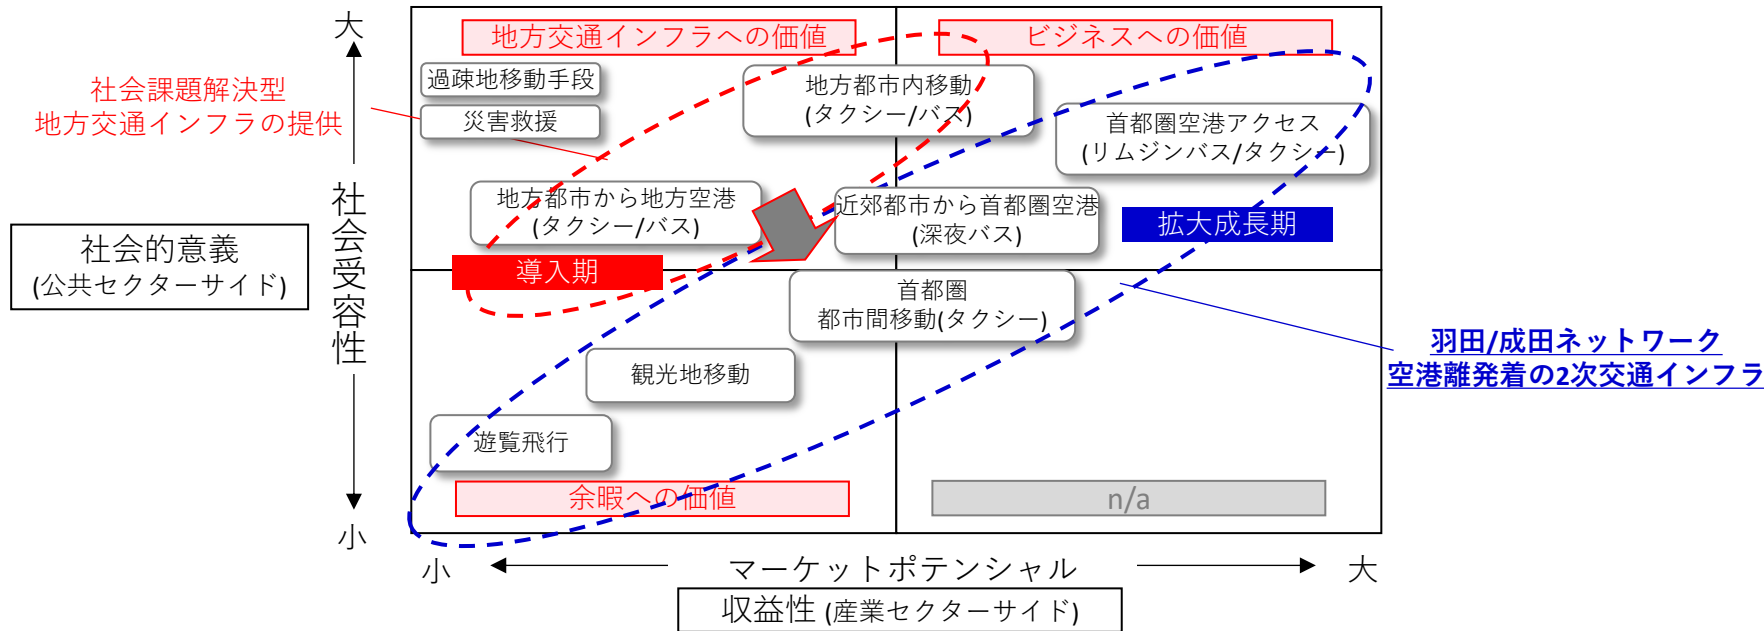 大
地方交通インフラへの価値
ビジネスへの価値
過疎地移動手段
災害救援
社会課題解決型
地方交通インフラの提供
地方都市内移動
(タクシー/バス)
首都圏空港アクセス
(リムジンバス/タクシー)
地方都市から地方空港
(タクシー/バス)
近郊都市から首都圏空港
(深夜バス)
拡大成長期
社会受容性
社会的意義
(公共セクターサイド)
導入期
首都圏
都市間移動(タクシー)
羽田/成田ネットワーク
空港離発着の2次交通インフラ
観光地移動
遊覧飛行
余暇への価値
n/a
小
小
マーケットポテンシャル
大
収益性 (産業セクターサイド)